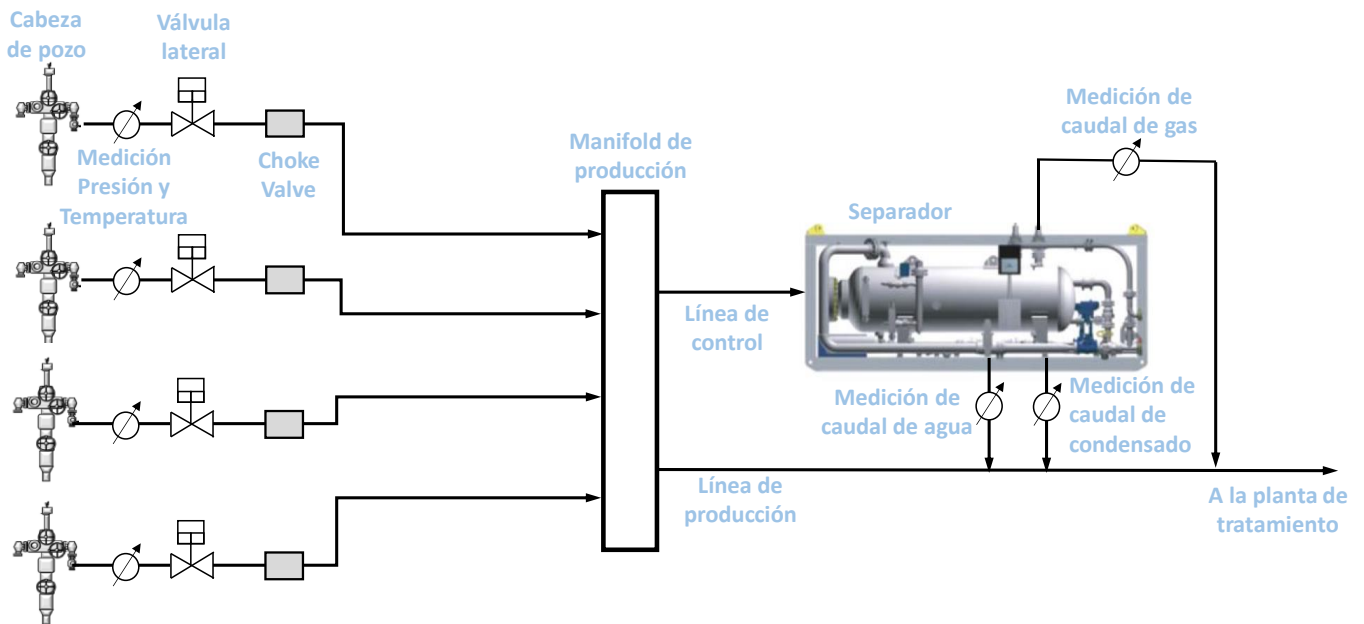 Cabeza
de pozo
Válvula
lateral
Medición
Presión y
Temperatura
Choke
Valve
Manifold de
producción
Separador
Medición de
caudal de gas
Línea de
control
Medición de
caudal de agua
Medición de
caudal de
condensado
Línea de
producción
A la planta de
tratamiento